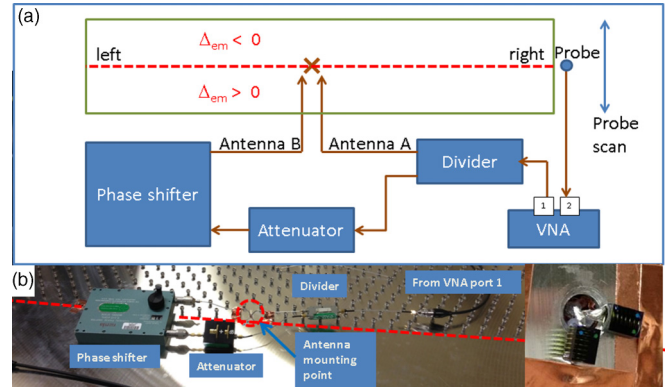 (a)
Δem < 0
left
right
Probe
Δem > 0
Probe
scan
Antenna B
Antenna A
Divider
Phase shifter
Attenuator
1
2
VNA
(b)
Divider
From VNA port 1
Phase shifter
Attenuator
Antenna
mounting
point